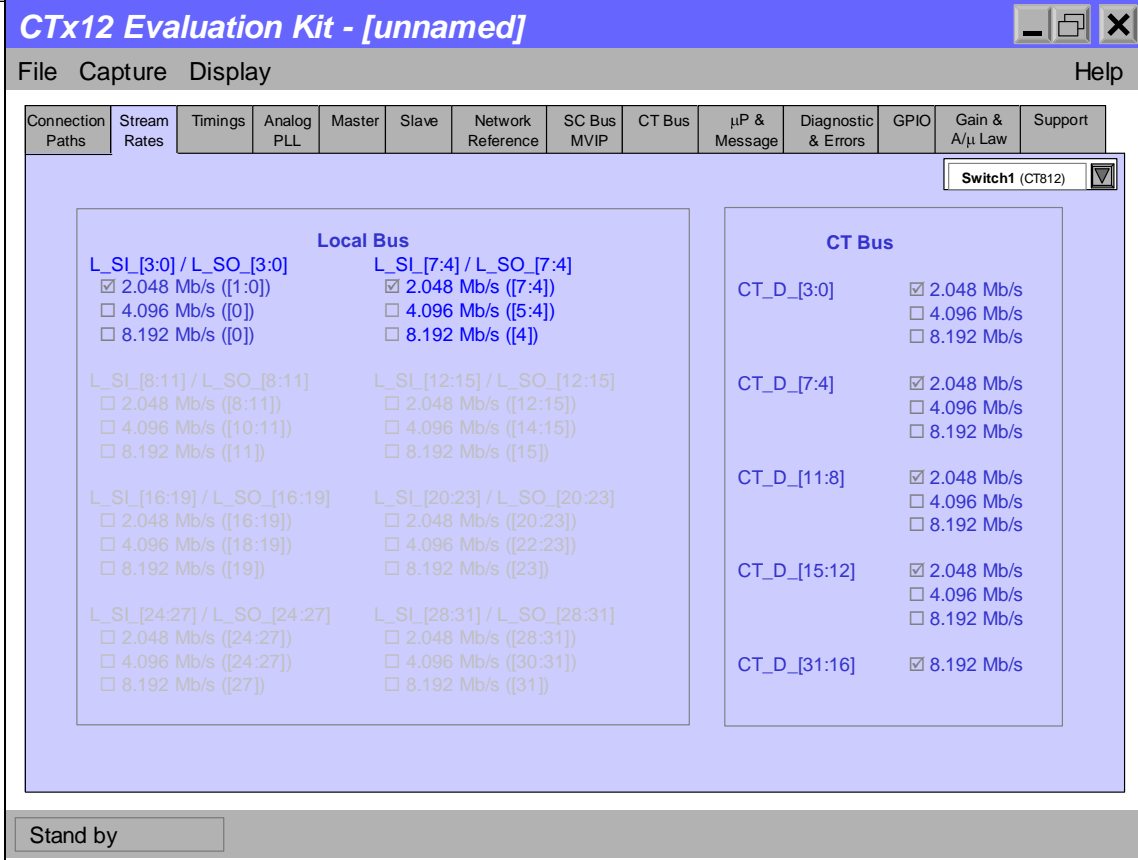 CTx12 Evaluation Kit - [unnamed]
File Capture Display Help
Connection Paths
Stream Rates
Timings
Analog PLL
Master
Slave
Network Reference
SC Bus MVIP
CT Bus
µP & Message
Diagnostic & Errors
GPIO
Gain & A/µ Law
Support
Switch1 (CT812)
Local Bus
L_SI_[3:0] / L_SO_[3:0]
2.048 Mb/s ([1:0])
4.096 Mb/s ([0])
8.192 Mb/s ([0])
L_SI_[7:4] / L_SO_[7:4]
2.048 Mb/s ([7:4])
4.096 Mb/s ([5:4])
8.192 Mb/s ([4])
L_SI_[8:11] / L_SO_[8:11]
2.048 Mb/s ([8:11])
4.096 Mb/s ([10:11])
8.192 Mb/s ([11])
L_SI_[12:15] / L_SO_[12:15]
2.048 Mb/s ([12:15])
4.096 Mb/s ([14:15])
8.192 Mb/s ([15])
L_SI_[16:19] / L_SO_[16:19]
2.048 Mb/s ([16:19])
4.096 Mb/s ([18:19])
8.192 Mb/s ([19])
L_SI_[20:23] / L_SO_[20:23]
2.048 Mb/s ([20:23])
4.096 Mb/s ([22:23])
8.192 Mb/s ([23])
L_SI_[24:27] / L_SO_[24:27]
2.048 Mb/s ([24:27])
4.096 Mb/s ([24:27])
8.192 Mb/s ([27])
L_SI_[28:31] / L_SO_[28:31]
2.048 Mb/s ([28:31])
4.096 Mb/s ([30:31])
8.192 Mb/s ([31])
CT Bus
CT_D_[3:0] 2.048 Mb/s
4.096 Mb/s
8.192 Mb/s
CT_D_[7:4] 2.048 Mb/s
4.096 Mb/s
8.192 Mb/s
CT_D_[11:8] 2.048 Mb/s
4.096 Mb/s
8.192 Mb/s
CT_D_[15:12] 2.048 Mb/s
4.096 Mb/s
8.192 Mb/s
CT_D_[31:16] 8.192 Mb/s
Stand by